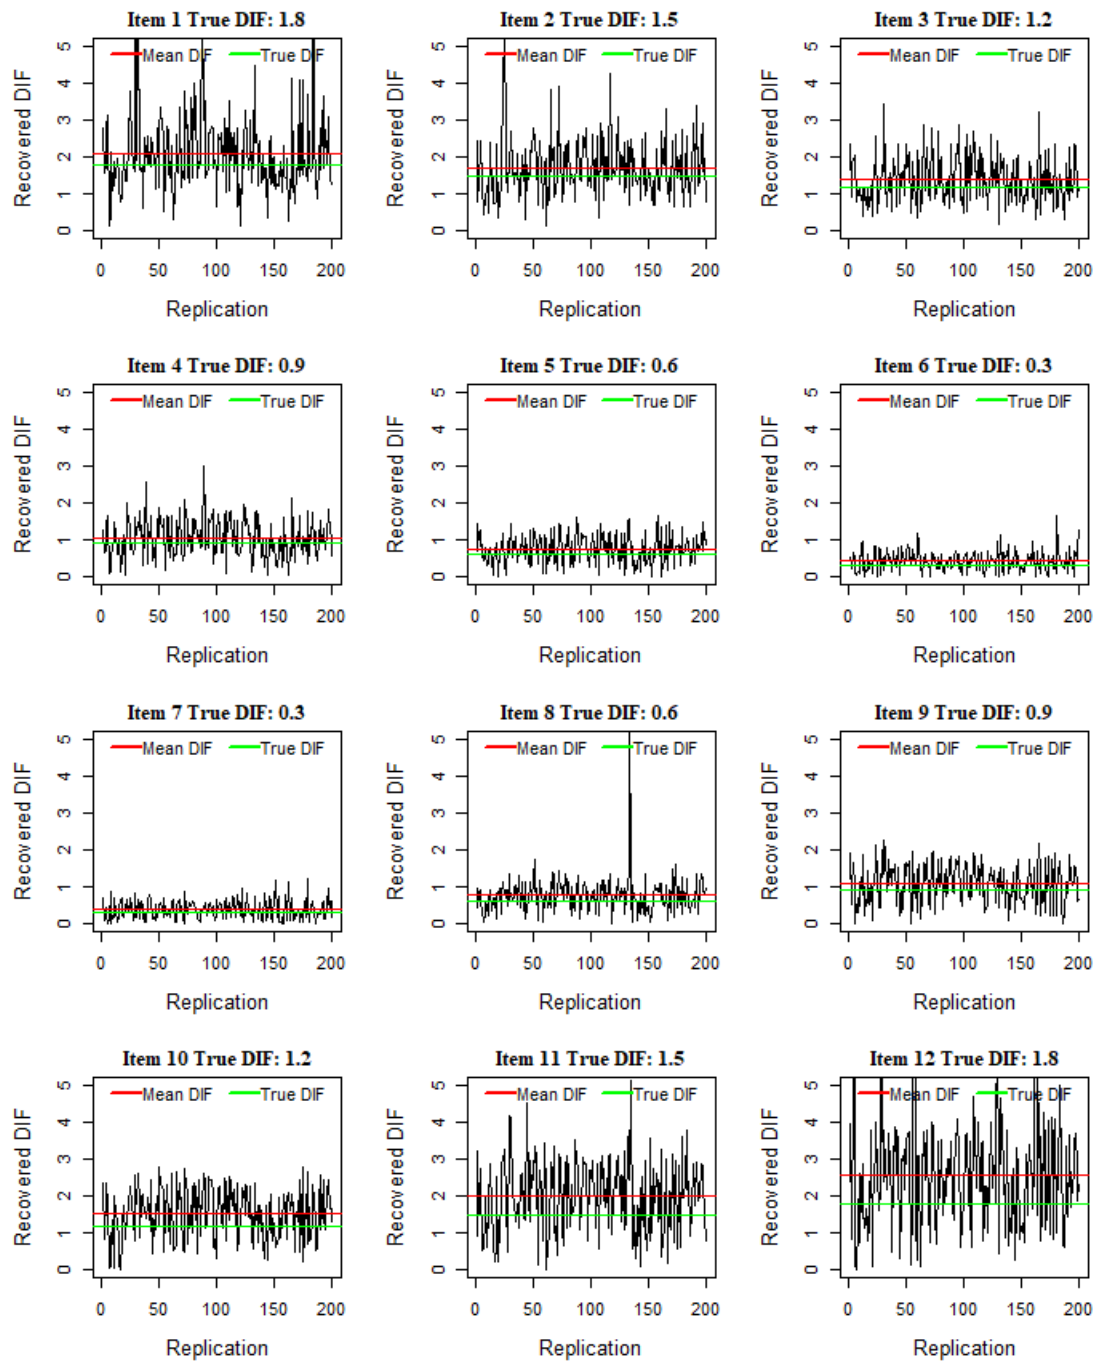 Item 1 True DIF: 1.8
Item 2 True DIF: 1.5
Item 3 True DIF: 1.2
Recovered DIF
5
4
3
2
1
0
Mean DIF
True DIF
0 50 100 150 200
Replication
Recovered DIF
5
4
3
2
1
0
Mean DIF
True DIF
0 50 100 150 200
Replication
Recovered DIF
5
4
3
2
1
0
Mean DIF
True DIF
0 50 100 150 200
Replication
Item 4 True DIF: 0.9
Item 5 True DIF: 0.6
Item 6 True DIF: 0.3
Recovered DIF
5
4
3
2
1
0
Mean DIF
True DIF
0 50 100 150 200
Replication
Recovered DIF
5
4
3
2
1
0
Mean DIF
True DIF
0 50 100 150 200
Replication
Recovered DIF
5
4
3
2
1
0
Mean DIF
True DIF
0 50 100 150 200
Replication
Item 7 True DIF: 0.3
Item 8 True DIF: 0.6
Item 9 True DIF: 0.9
Recovered DIF
5
4
3
2
1
0
Mean DIF
True DIF
0 50 100 150 200
Replication
Recovered DIF
5
4
3
2
1
0
Mean DIF
True DIF
0 50 100 150 200
Replication
Recovered DIF
5
4
3
2
1
0
Mean DIF
True DIF
0 50 100 150 200
Replication
Item 10 True DIF: 1.2
Item 11 True DIF: 1.5
Item 12 True DIF: 1.8
Recovered DIF
5
4
3
2
1
0
Mean DIF
True DIF
0 50 100 150 200
Replication
Recovered DIF
5
4
3
2
1
0
Mean DIF
True DIF
0 50 100 150 200
Replication
Recovered DIF
5
4
3
2
1
0
Mean DIF
True DIF
0 50 100 150 200
Replication